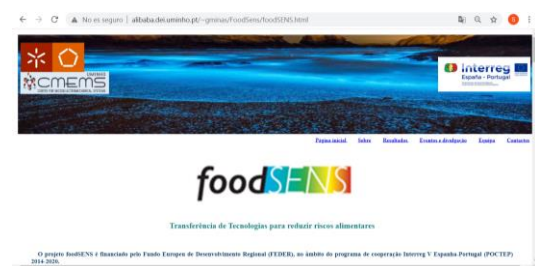 No es seguro | alibaba.dei.uminho.pt/~gminas/FoodSens/foodSENS.html
UMINHO
CMEMS
Interreg
España - Portugal
Página inicial Sobre Resultados Eventos e divulgação Equipa Contactos
foodSENS
Transferência de Tecnologias para reduzir riscos alimentares
O projeto foodSENS é financiado pelo Fundo Europeu de Desenvolvimento Regional (FEDER), no âmbito do programa de cooperação Interreg V Espanha-Portugal (POCTEP)
2014-2020.